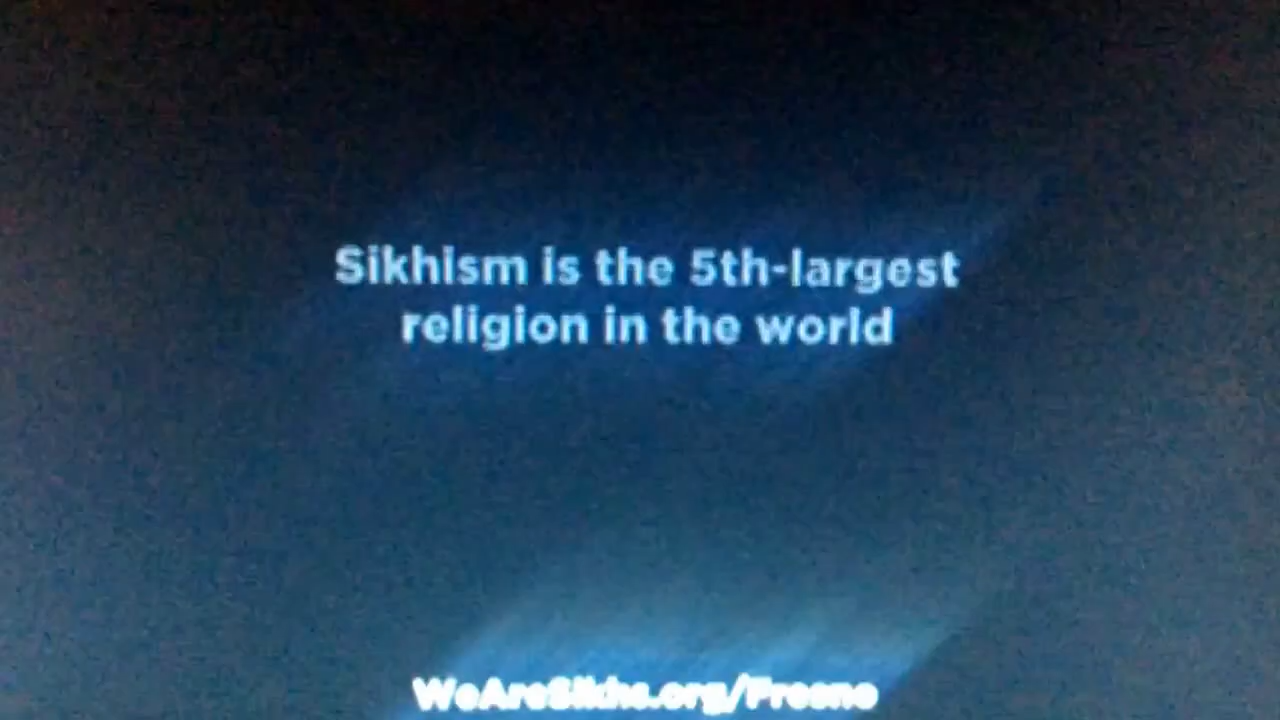 Sikhism is the 5th-largest
religion in the world
WeAreSikhs.org/Fresno